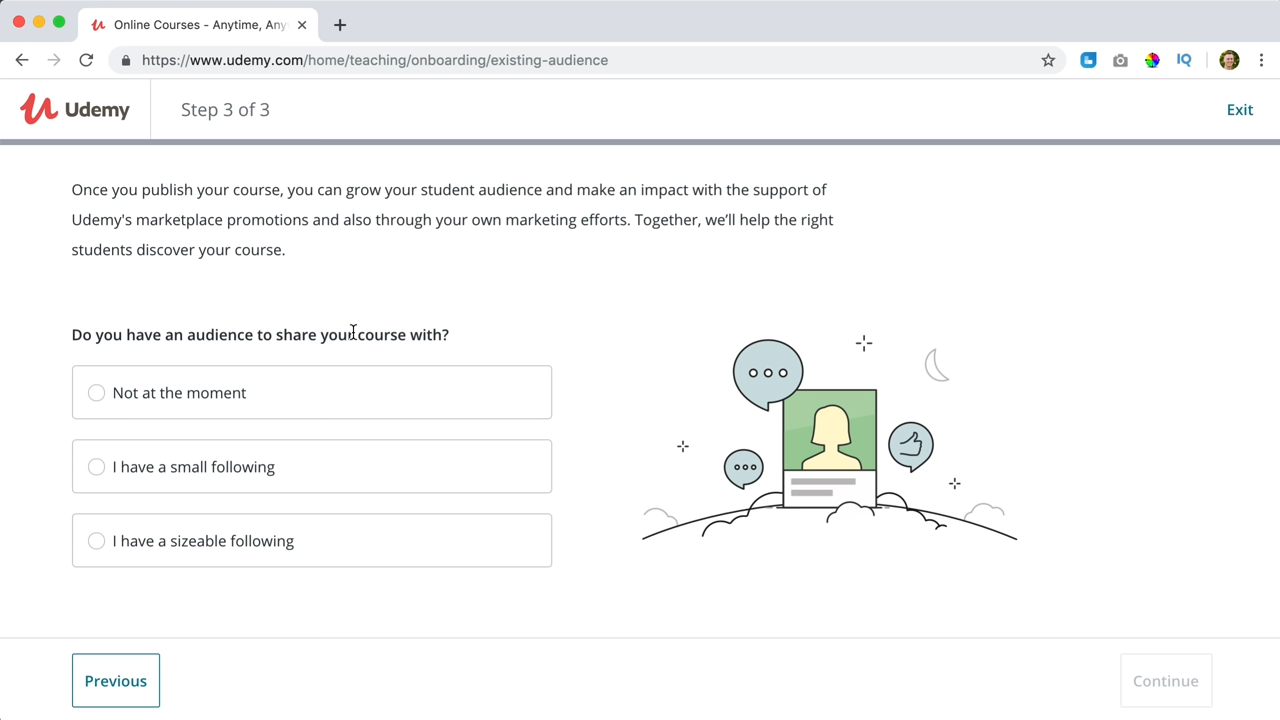 Online Courses - Anytime, Any
https://www.udemy.com/home/teaching/onboarding/existing-audience
IQ
Udemy
Step 3 of 3
Exit
Once you publish your course, you can grow your student audience and make an impact with the support of
Udemy's marketplace promotions and also through your own marketing efforts. Together, we’ll help the right
students discover your course.
Do you have an audience to share your course with?
Not at the moment
I have a small following
I have a sizeable following
Previous
Continue